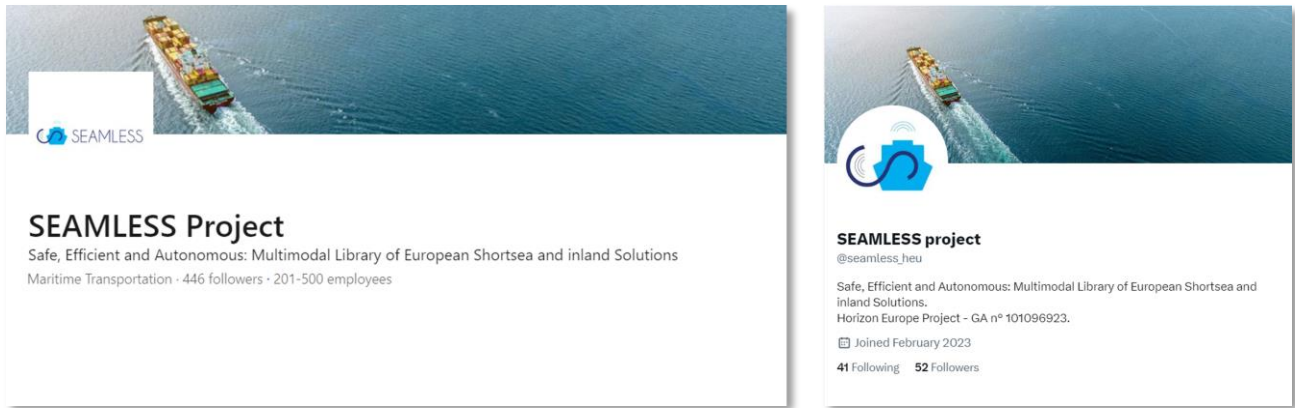 SEAMLESS
SEAMLESS Project
Safe, Efficient and Autonomous: Multimodal Library of European Shortsea and inland Solutions
Maritime Transportation · 446 followers · 201-500 employees
SEAMLESS project
@seamless_heu
Safe, Efficient and Autonomous: Multimodal Library of European Shortsea and
inland Solutions.
Horizon Europe Project - GA nº 101096923.
Joined February 2023
41 Following 52 Followers